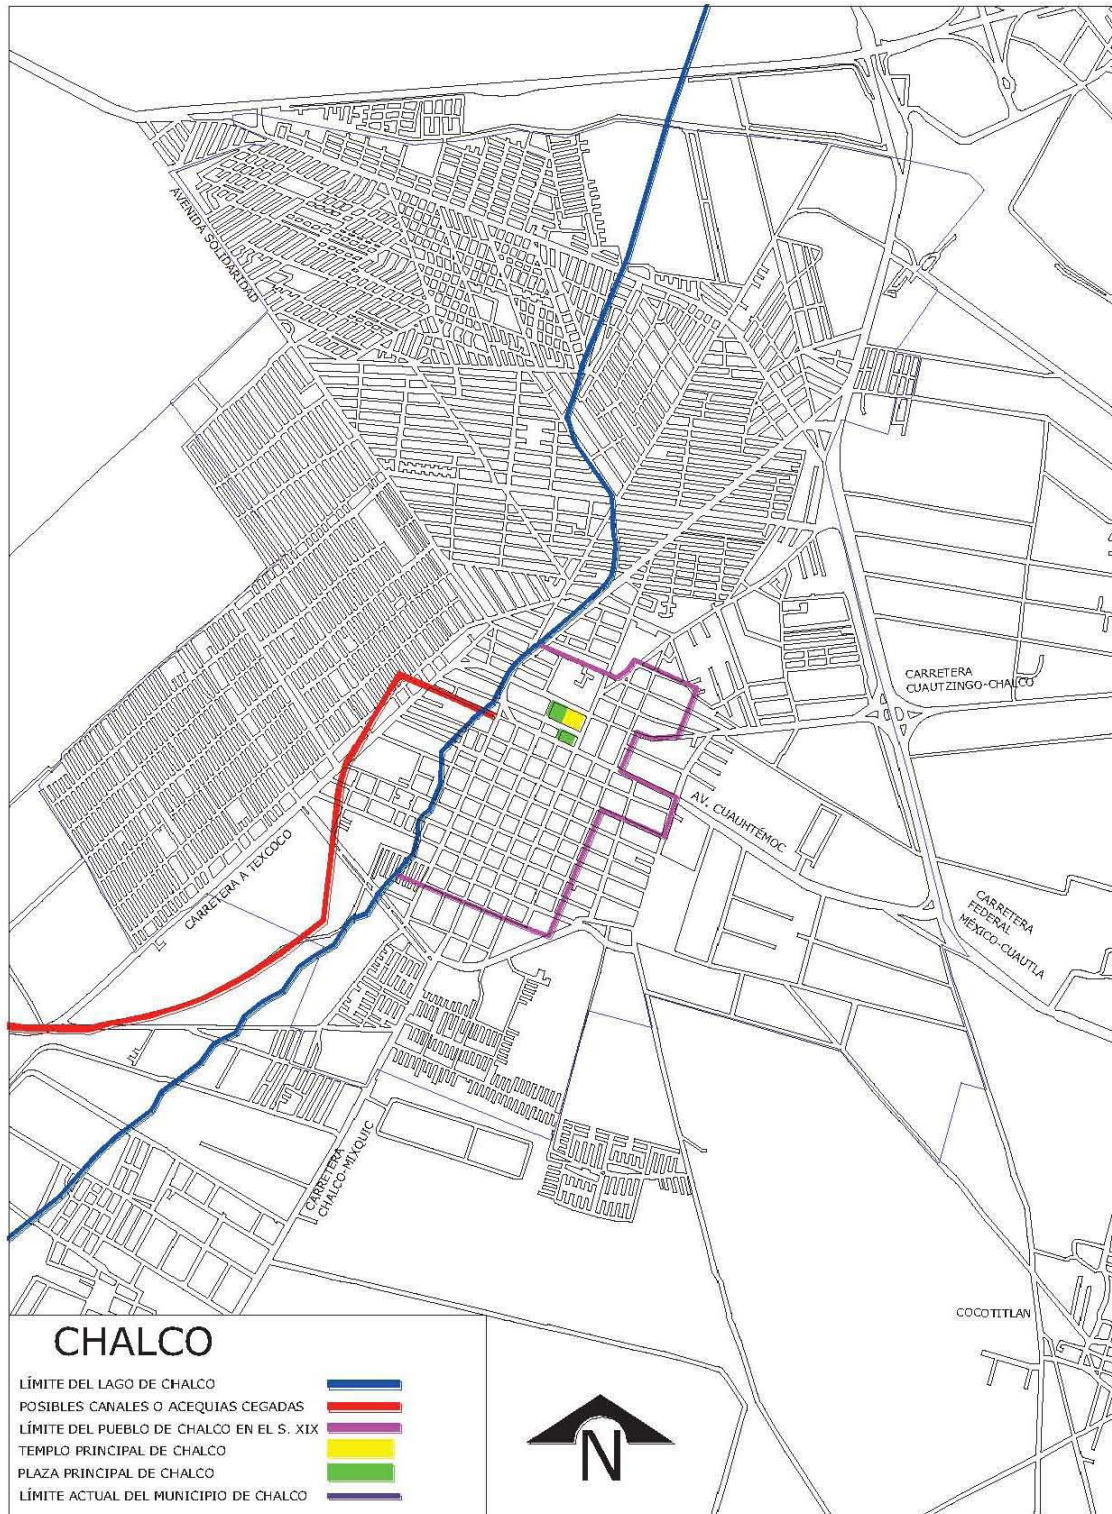 AVENIDA SOLIDARIDAD
CARRETERA
CUAUTZINGO-CHALCO
AV. CUAUHTÉMOC
CARRETERA A TEXCOCO
CARRETERA
FEDERAL
MÉXICO-CUAUTLA
CARRETERA
CHALCO-MIXQUIC
COCOTITLAN
CHALCO
LÍMITE DEL LAGO DE CHALCO
POSIBLES CANALES O ACEQUIAS CEGADAS
LÍMITE DEL PUEBLO DE CHALCO EN EL S. XIX
TEMPLO PRINCIPAL DE CHALCO
PLAZA PRINCIPAL DE CHALCO
LÍMITE ACTUAL DEL MUNICIPIO DE CHALCO
N